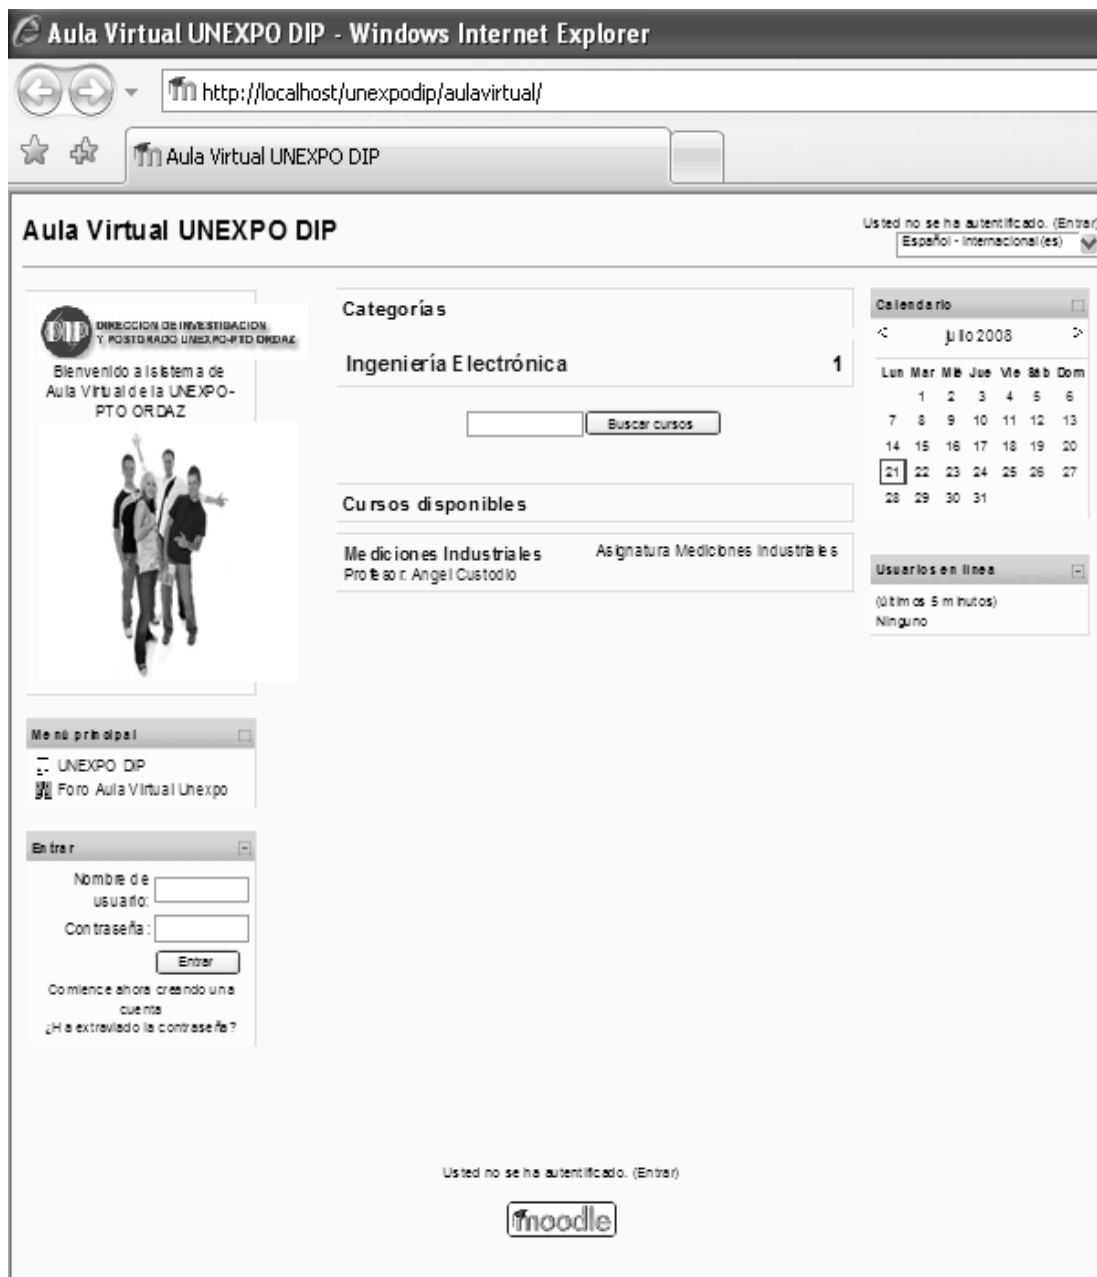 Aula Virtual UNEXPO DIP - Windows Internet Explorer
http://localhost/unexpodip/aulavirtual/
Aula Virtual UNEXPO DIP
Aula Virtual UNEXPO DIP
Usted no se ha autentificado. (Entrar)
Español - Internacional (es)
DIP DIRECCION DE INVESTIGACION
Y POSTGRADO UNEXPO-PTO ORDAZ
Bienvenido al sistema de
Aula Virtual de la UNEXPO-
PTO ORDAZ
Menú principal
UNEXPO DIP
Foro Aula Virtual Unexpo
Entrar
Nombre de
usuario:
Contraseña:
Entrar
Comience ahora creando una
cuenta
¿Ha extraviado la contraseña?
Categorías
Ingeniería Electrónica 1
Buscar cursos
Cursos disponibles
Mediciones Industriales Asignatura Mediciones Industriales
Profesor: Angel Custodio
Calendario
< julio 2008 >
Lun Mar Mié Jue Vie Sáb Dom
1 2 3 4 5 6
7 8 9 10 11 12 13
14 15 16 17 18 19 20
21 22 23 24 25 26 27
28 29 30 31
Usuarios en línea
(últimos 5 minutos)
Ninguno
Usted no se ha autentificado. (Entrar)
moodle